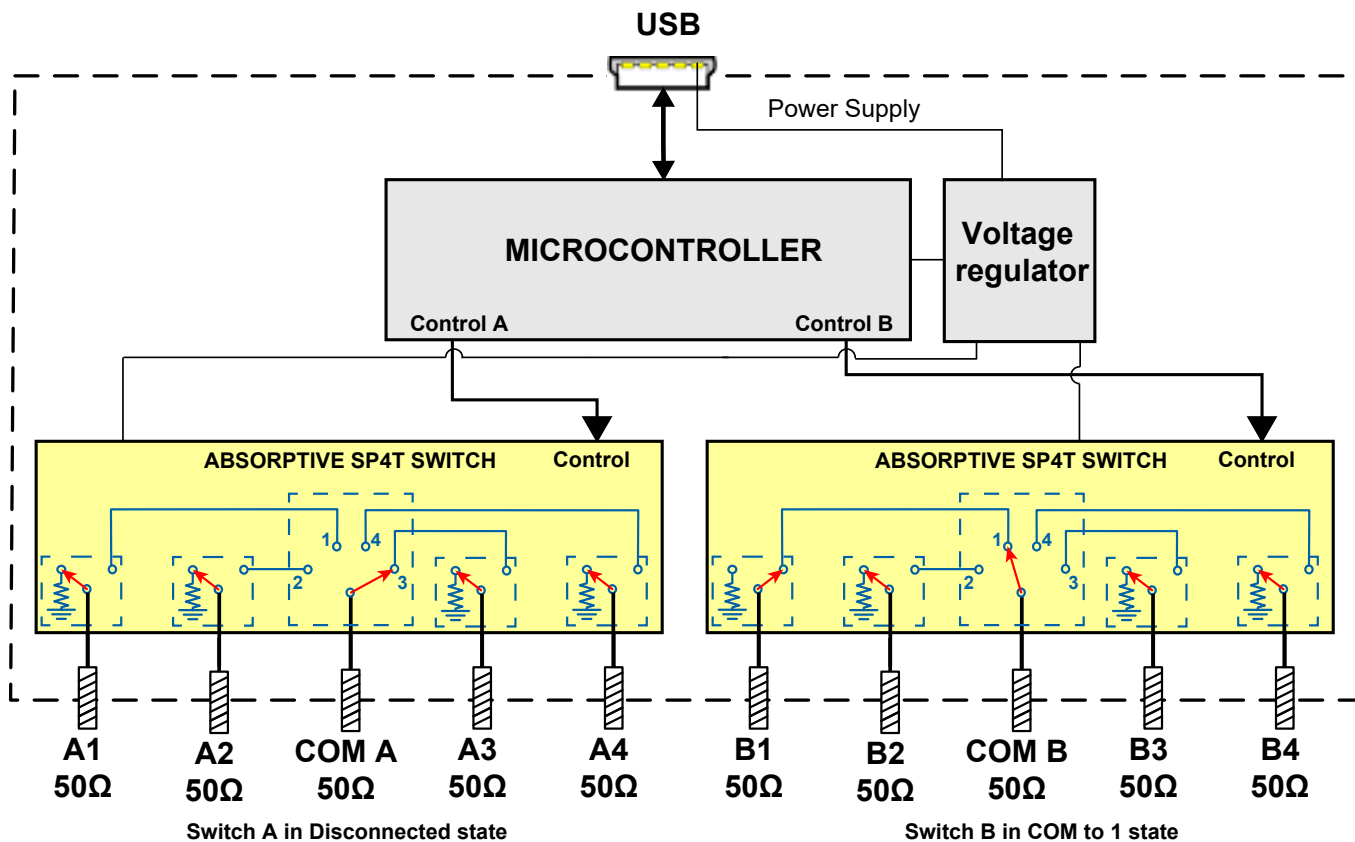 USB
Power Supply
MICROCONTROLLER
Voltage
regulator
Control A
Control B
ABSORPTIVE SP4T SWITCH
Control
ABSORPTIVE SP4T SWITCH
Control
1
4
2
3
1
4
2
3
A1
A2
COM A
A3
A4
B1
B2
COM B
B3
B4
50Ω
50Ω
50Ω
50Ω
50Ω
50Ω
50Ω
50Ω
50Ω
50Ω
Switch A in Disconnected state
Switch B in COM to 1 state